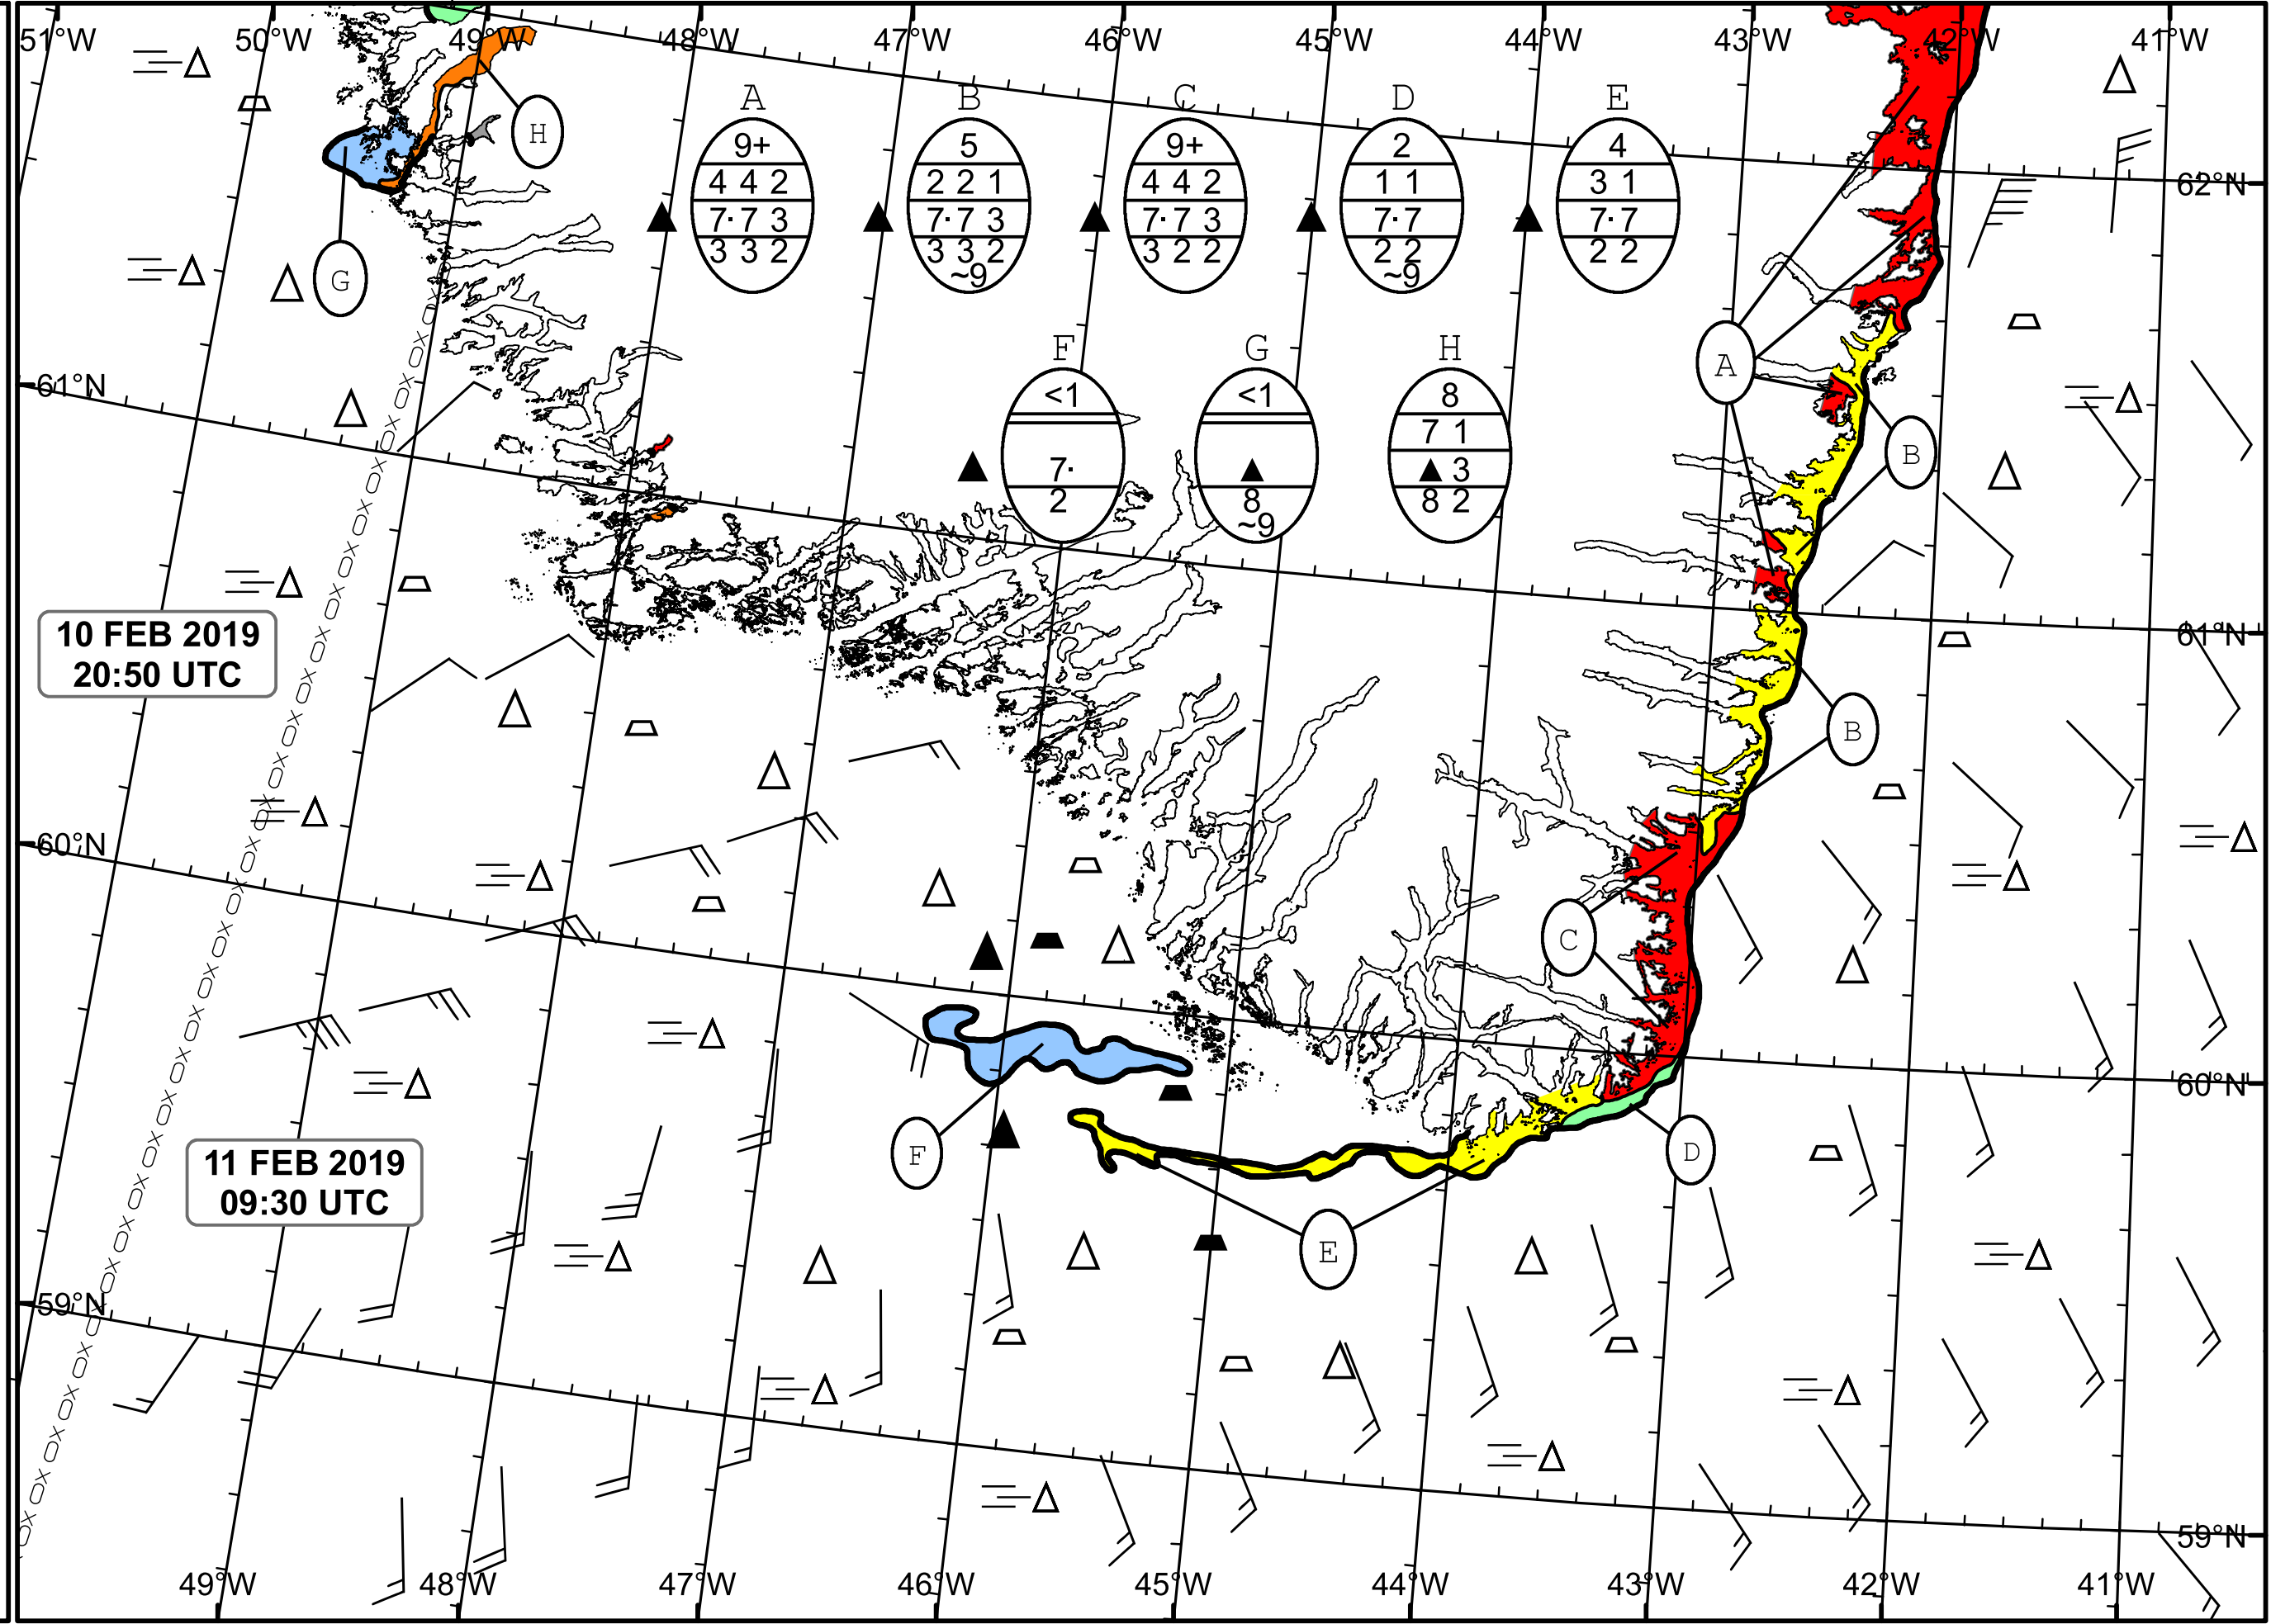 51°W 50°W 49°W 48°W 47°W 46°W 45°W 44°W 43°W 42°W 41°W
H
A B C D E
9+ 5 9+ 2 4
4 4 2 2 2 1 4 4 2 1 1 3 1
7·7 3 7·7 3 7·7 3 7·7 7·7
3 3 2 3 3 2 3 2 2 2 2 2 2
~9 ~9
62°N
G
F G H
<1 <1 8
7 1
7· 3
2 8 8 2
~9
A
61°N
B
10 FEB 2019
20:50 UTC
61°N
B
60°N
C
60°N
11 FEB 2019
09:30 UTC
F
D
E
59°N
59°N
49°W 48°W 47°W 46°W 45°W 44°W 43°W 42°W 41°W